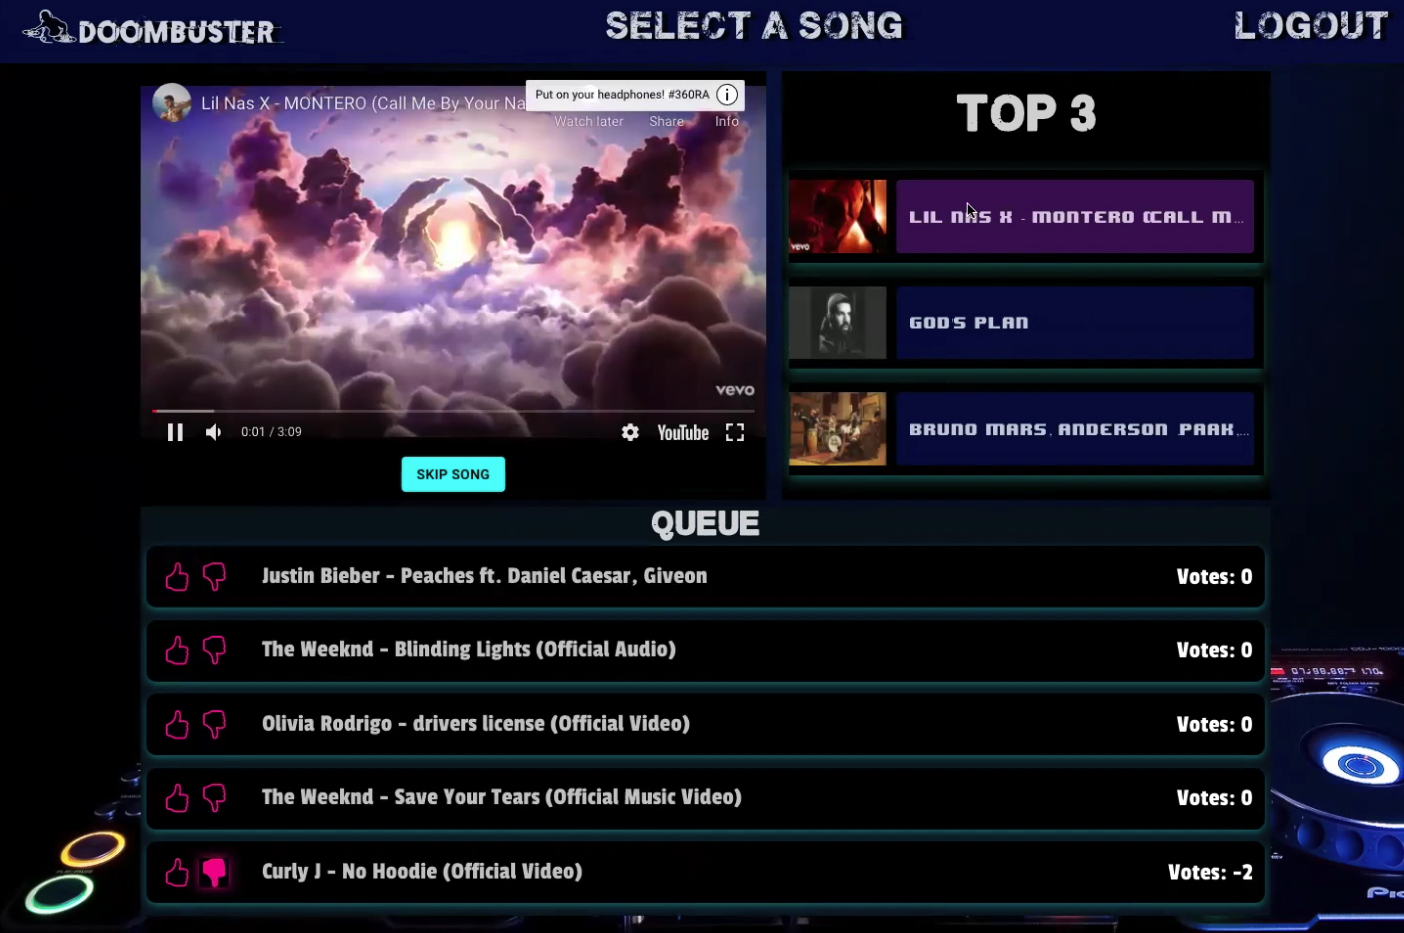 DOOMBUSTER
SELECT A SONG
LOGOUT
Lil Nas X - MONTERO (Call Me By Your Na
Put on your headphones! #360RA
Watch later Share Info
vevo
0:01 / 3:09
YouTube
SKIP SONG
TOP 3
vevo
LIL NAS X - MONTERO (CALL M...
GOD'S PLAN
BRUNO MARS, ANDERSON .PAAK,...
QUEUE
Justin Bieber - Peaches ft. Daniel Caesar, Giveon Votes: 0
The Weeknd - Blinding Lights (Official Audio) Votes: 0
Olivia Rodrigo - drivers license (Official Video) Votes: 0
The Weeknd - Save Your Tears (Official Music Video) Votes: 0
Curly J - No Hoodie (Official Video) Votes: -2